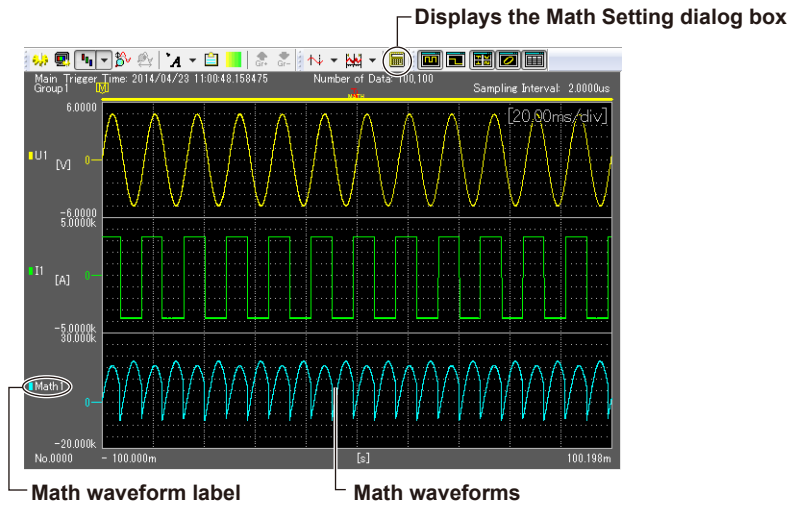 Displays the Math Setting dialog box
A
Gr+ Gr-
Main Trigger Time: 2014/04/23 11:00:48.158475 Number of Data: 100,100
Group1 M Sampling Interval: 2.0000us
6.0000 [20.00ms/div]
U1 [V] 0
-6.0000
5.0000k
I1 [A] 0
-5.0000k
30.000k
Math1
0
-20.000k
No.0000 - 100.000m [s] 100.198m
Math waveform label Math waveforms